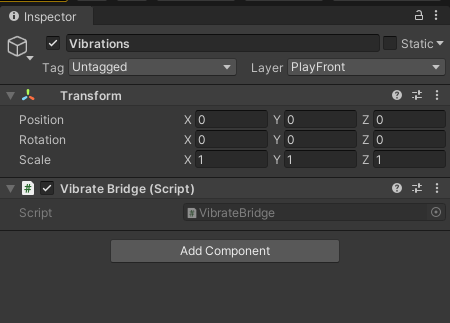 Inspector
Vibrations Static
Tag Untagged Layer PlayFront
Transform
Position X 0 Y 0 Z 0
Rotation X 0 Y 0 Z 0
Scale X 1 Y 1 Z 1
# Vibrate Bridge (Script)
Script # VibrateBridge
Add Component